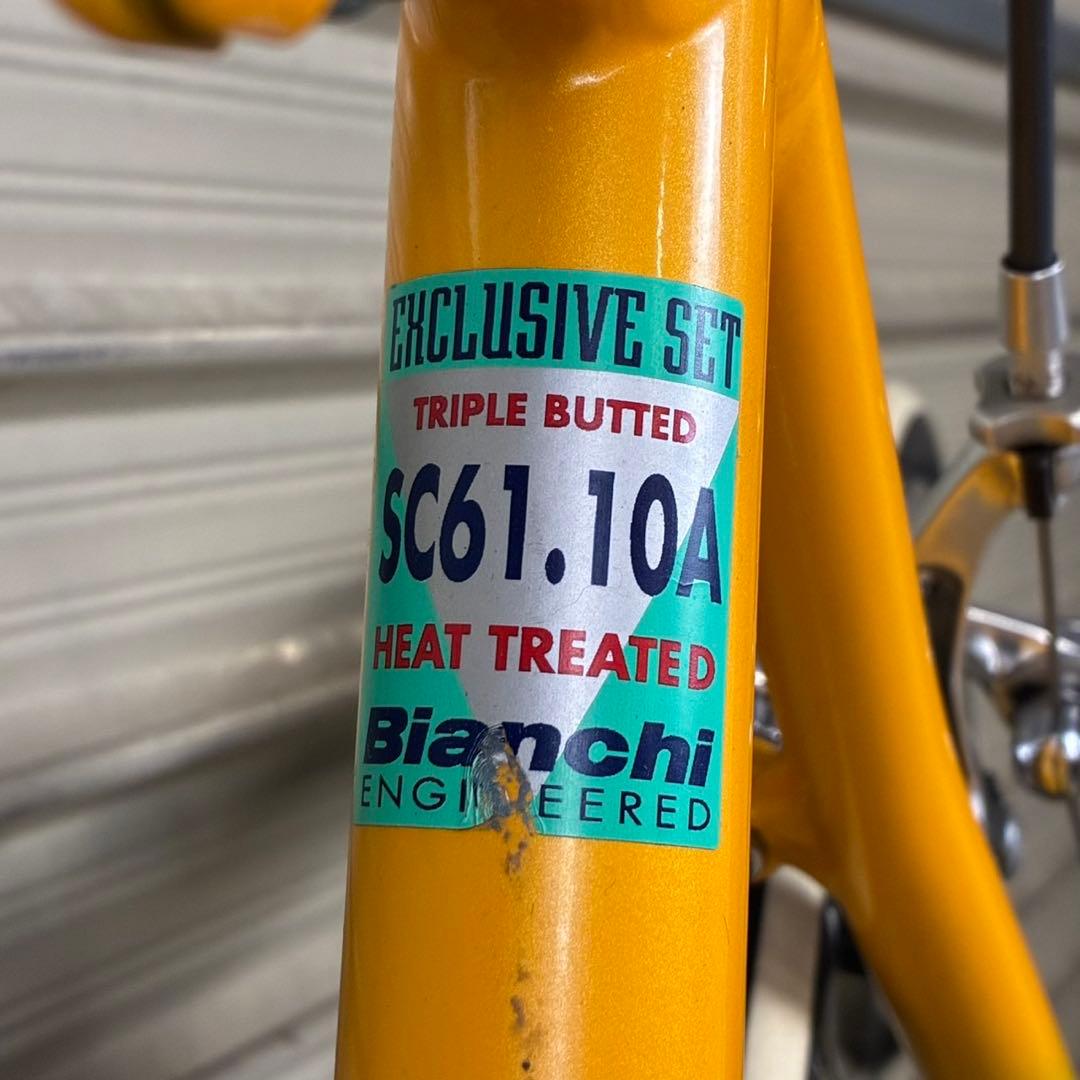 EXCLUSIVE SET
TRIPLE BUTTED
SC61.10A
HEAT TREATED
Bianchi
ENGINEERED